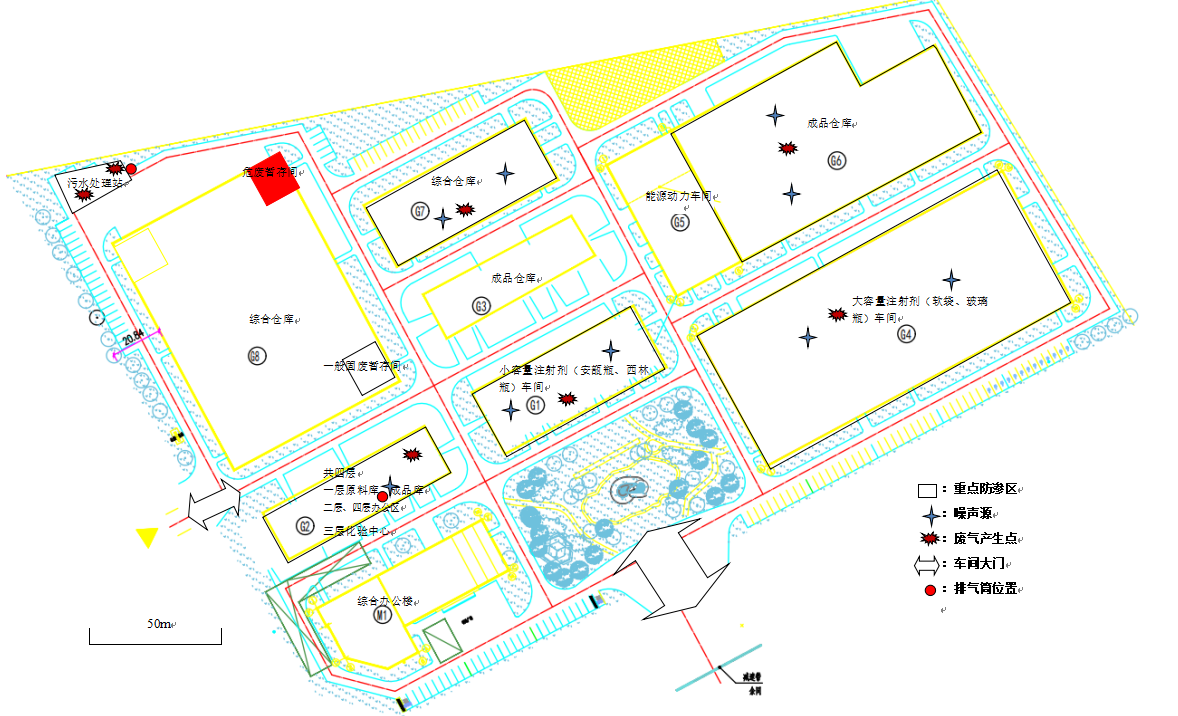 成品仓库
G6
污水处理站
危废暂存间
综合仓库
G7
能源动力车间
G5
成品仓库
G3
大容量注射剂（软袋、玻璃
瓶）车间
G4
20.64
综合仓库
G8
一般固废暂存间
小容量注射剂（安瓿瓶、西林
瓶）车间
G1
共四层
一层原料库、成品库
二层、四层办公区
G2
三层化验中心
综合办公楼
M1
50m
减速带
：重点防渗区
：噪声源
：废气产生点
：车间大门
：排气筒位置